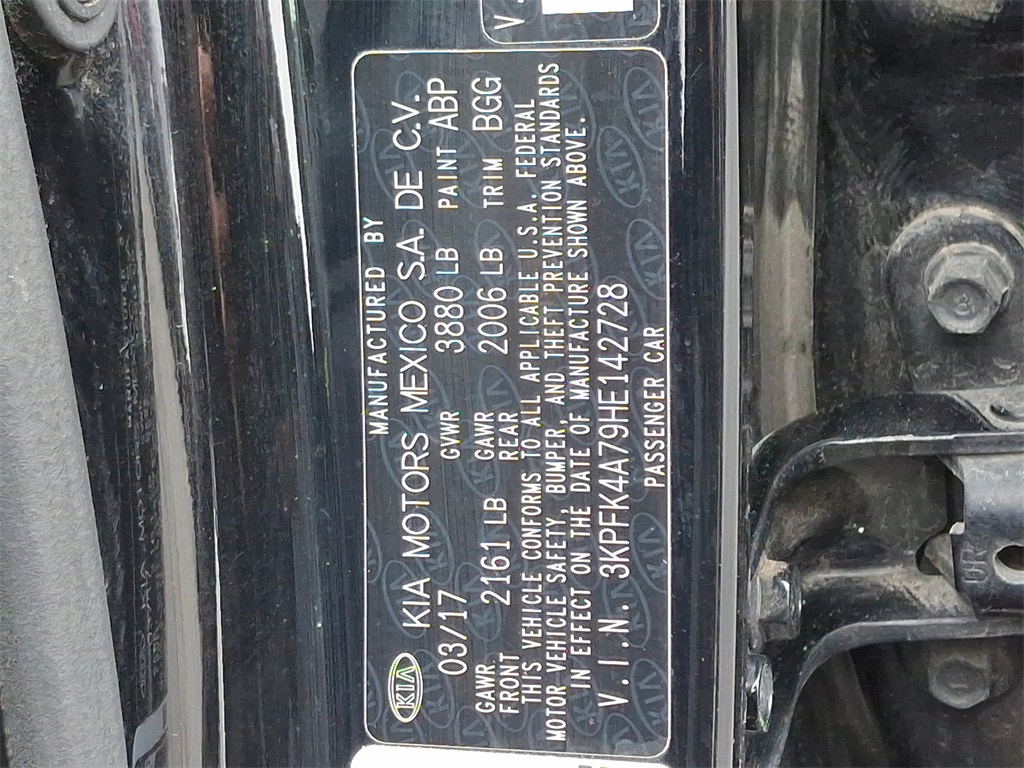 MANUFACTURED BY
KIA KIA MOTORS MEXICO S.A. DE C.V.
03/17 GVWR 3880 LB PAINT ABP
GAWR FRONT 2161 LB GAWR REAR 2006 LB TRIM BGG
THIS VEHICLE CONFORMS TO ALL APPLICABLE U.S.A. FEDERAL
MOTOR VEHICLE SAFETY, BUMPER, AND THEFT PREVENTION STANDARDS
IN EFFECT ON THE DATE OF MANUFACTURE SHOWN ABOVE.
V.I.N. 3KPFK4A79HE142728
PASSENGER CAR
V.